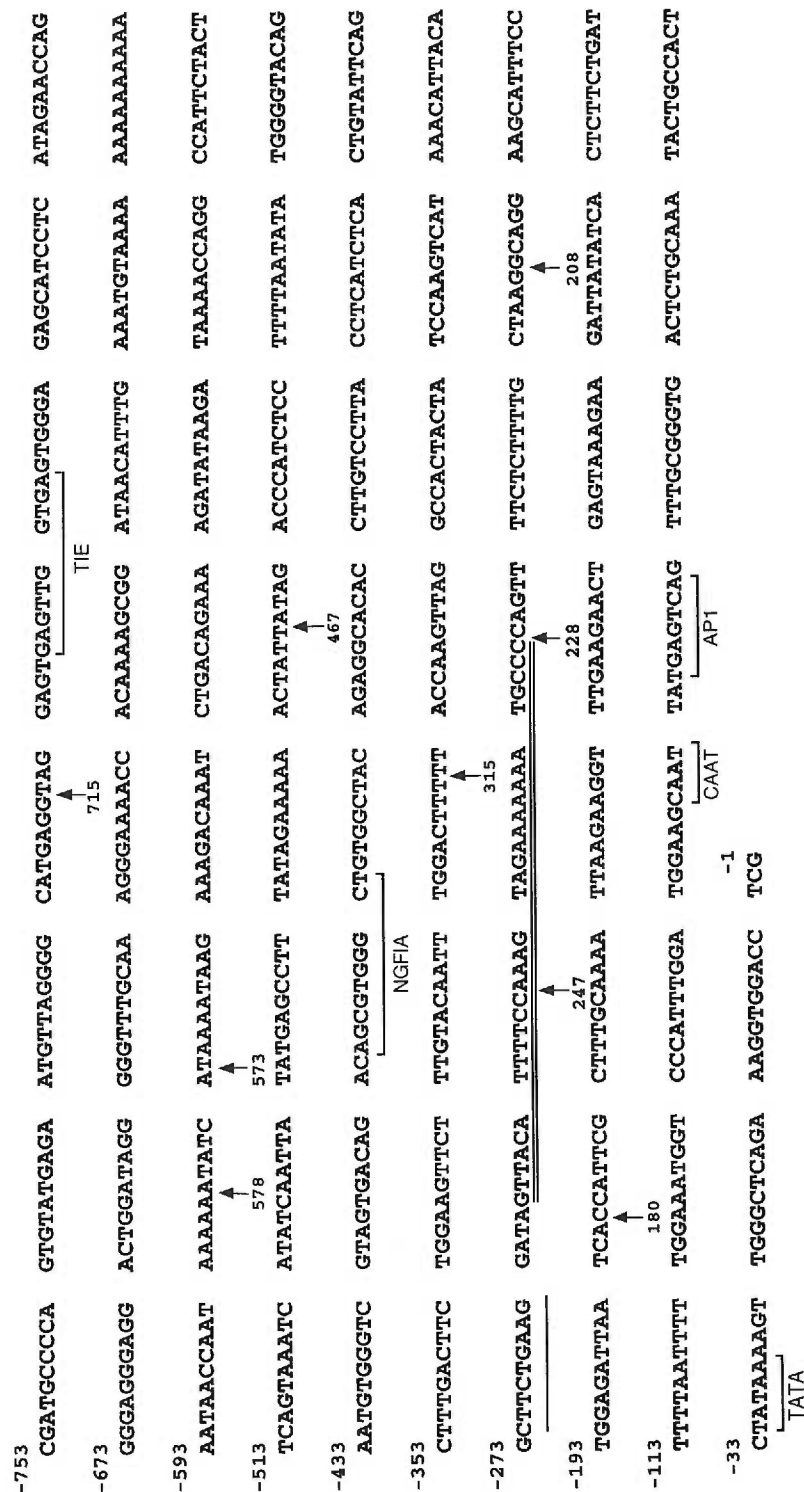 -753
CGATGCCCCA GTGTATGAGA ATGTTAGGGG CATGAGGTAG GAGTGAGTTG GTGAGTGGGA GAGCATCCTC ATAGAACCAG
715 TIE
-673
GGGAGGGAGG ACTGGATAGG GGGTTTGCAA AGGGAAAACC ACAAAAGCGG ATAACATTTG AAATGTAAAA AAAAAAAAAA
-593
AATAACCAAT AAAAAATATC ATAAAATAAG AAAGACAAAT CTGACAGAAA AGATATAAGA TAAAACCAGG CCATTCTACT
578 573
-513
TCAGTAAATC ATATCAATTA TATGAGCCTT TATAGAAAAA ACTATTATAG ACCCATCTCC TTTTAATATA TGGGGTACAG
467
-433
AATGTGGGTC GTAGTGACAG ACAGCGTGGG CTGTGGCTAC AGAGGCACAC CTTGTCCTTA CCTCATCTCA CTGTATTCAG
NGFIA
-353
CTTTGACTTC TGGAAGTTCT TTGTACAATT TGGACTTTTT ACCAAGTTAG GCCACTACTA TCCAAGTCAT AAACATTACA
315
-273
GCTTCTGAAG GATAGTTACA TTTTCCAAAG TAGAAAAAAA TGCCCCAGTT TTCTCTTTTG CTAAGGCAGG AAGCATTTCC
247 228 208
-193
TGGAGATTAA TCACCATTCG CTTTGCAAAA TTAAGAAGGT TTGAAGAACT GAGTAAAGAA GATTATATCA CTCTTCTGAT
180
-113
TTTTAATTTT TGGAAATGGT CCCATTTGGA TGGAAGCAAT TATGAGTCAG TTTGCGGGTG ACTCTGCAAA TACTGCCACT
CAAT AP1
-33 -1
CTATAAAAGT TGGGCTCAGA AAGGTGGACC TCG
TATA